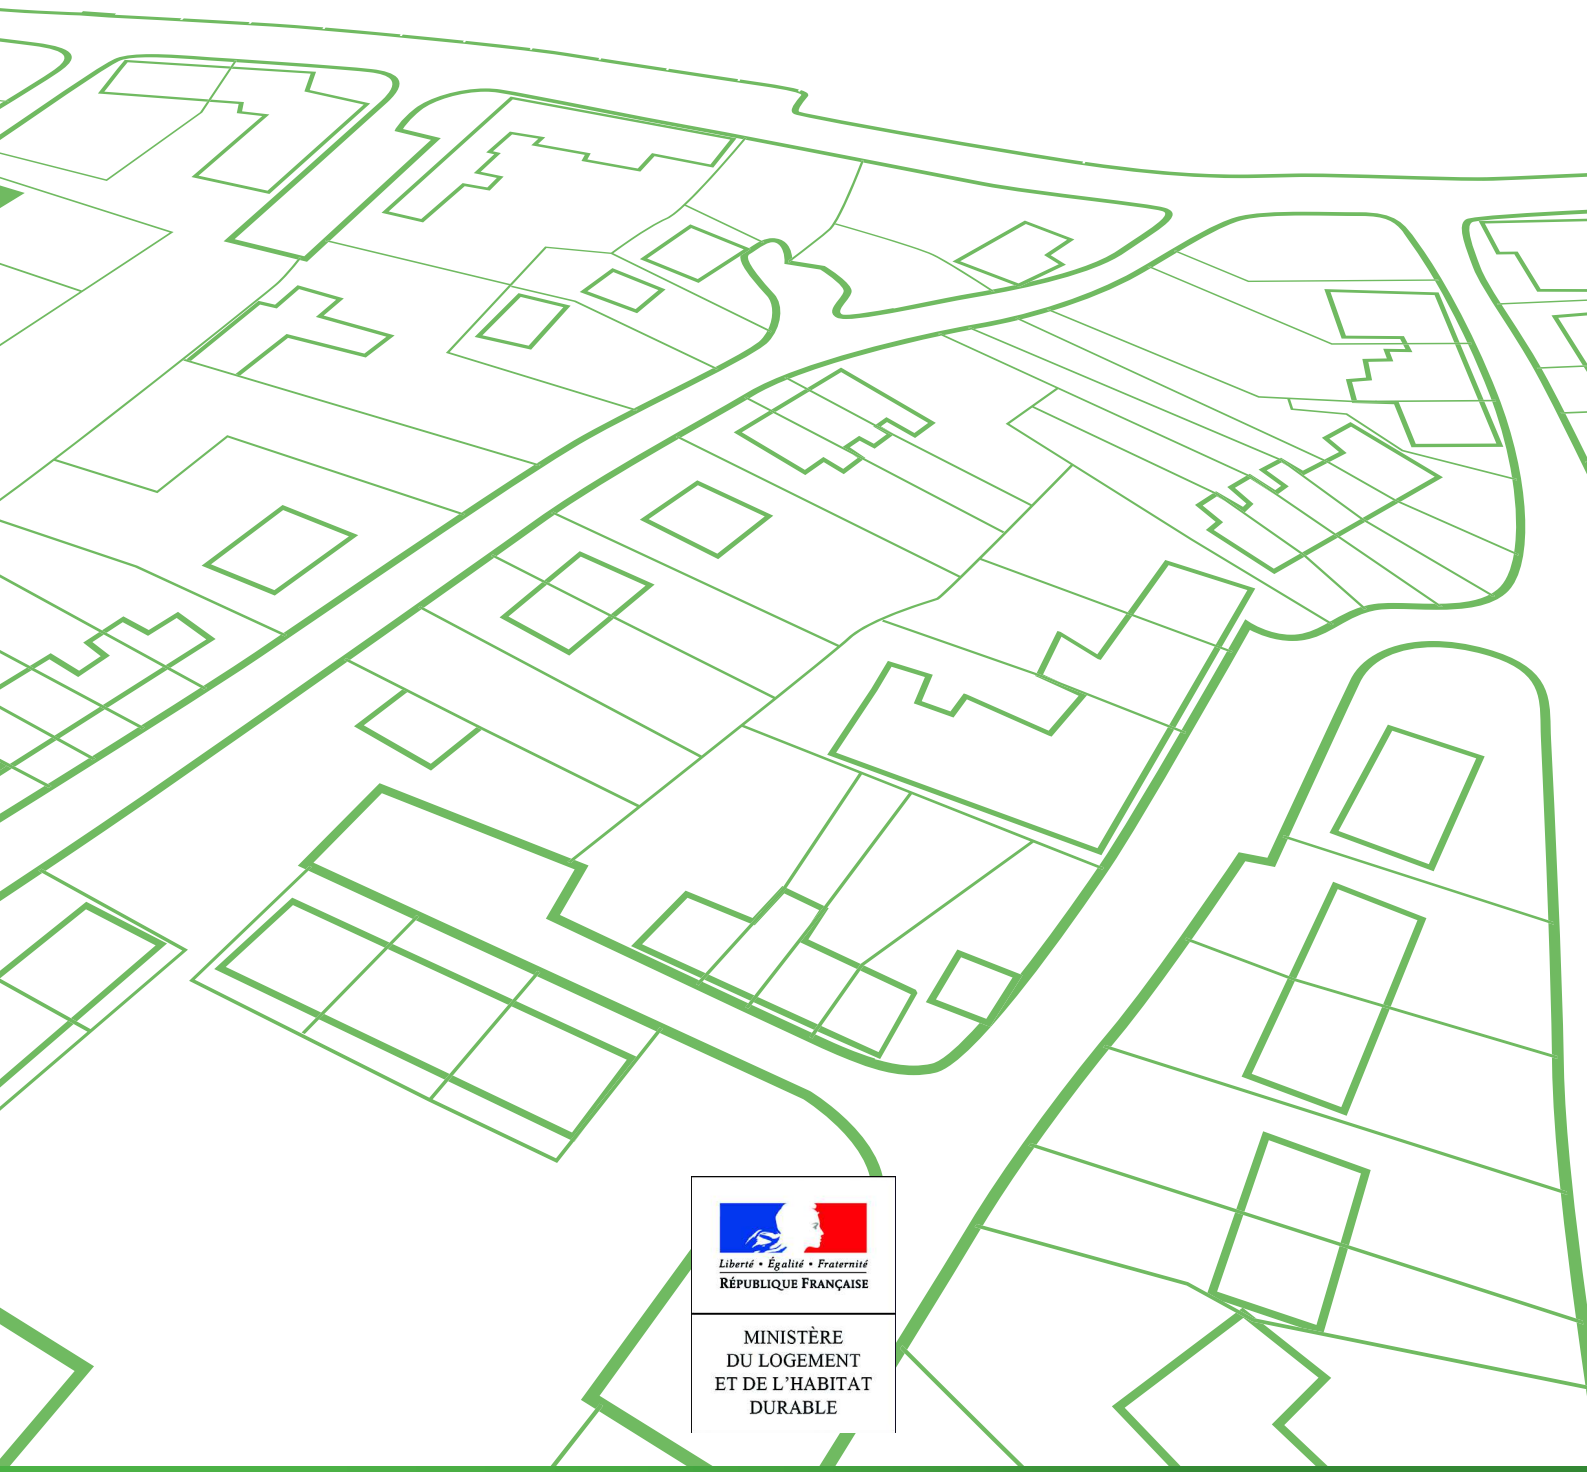 Liberté • Égalité • Fraternité
RÉPUBLIQUE FRANÇAISE
MINISTÈRE
DU LOGEMENT
ET DE L'HABITAT
DURABLE